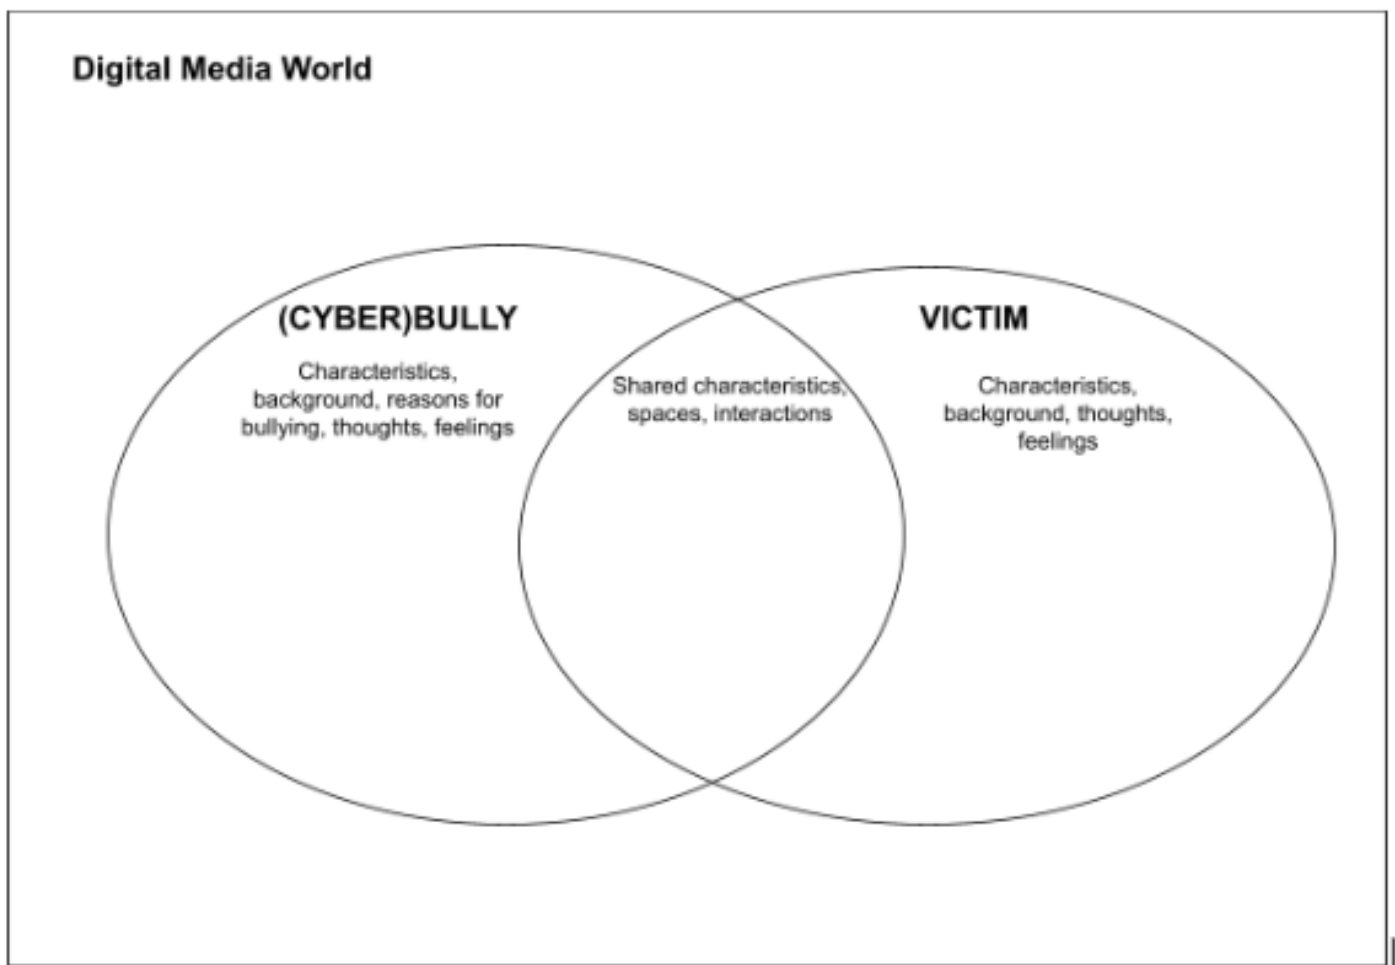 Digital Media World
(CYBER)BULLY
Characteristics,
background, reasons for
bullying, thoughts, feelings
Shared characteristics,
spaces, interactions
VICTIM
Characteristics,
background, thoughts,
feelings